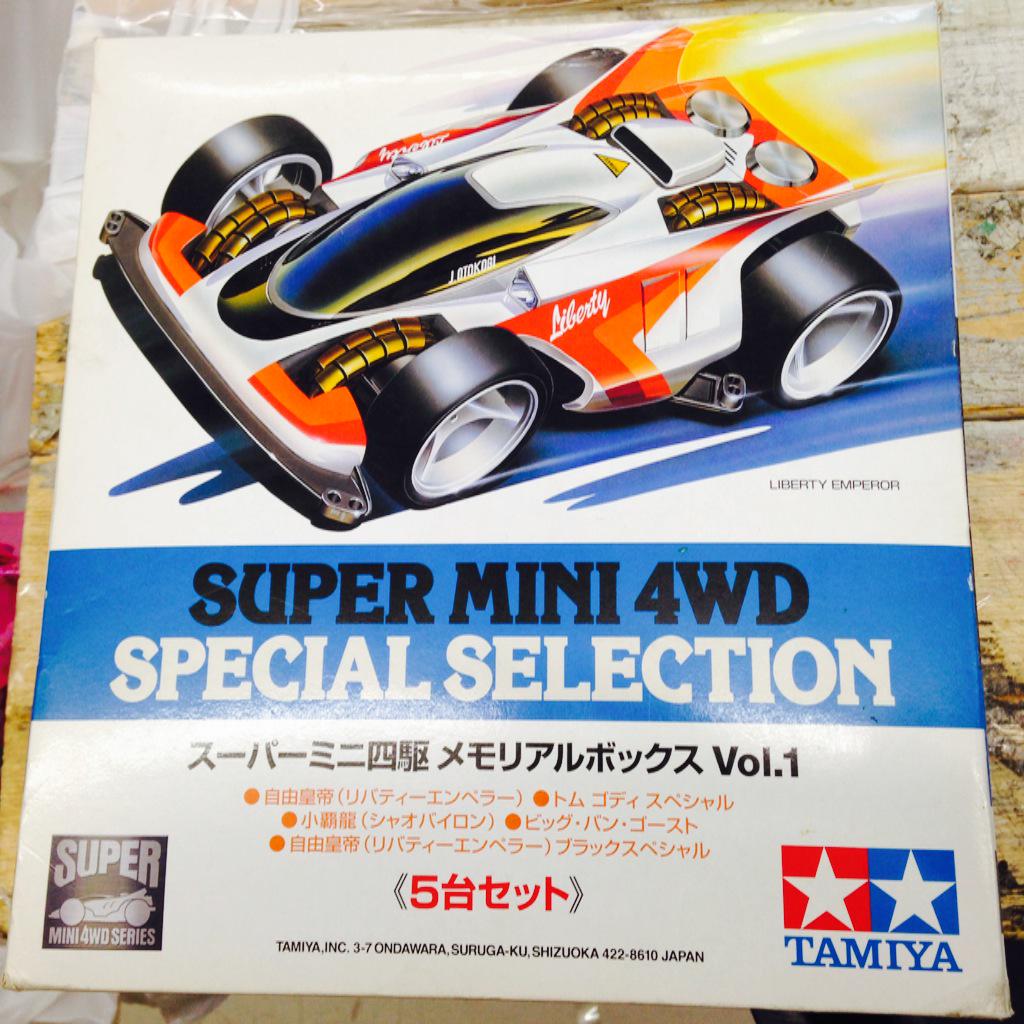 J.OTOKOGI
Liberty
LIBERTY EMPEROR
SUPER MINI 4WD
SPECIAL SELECTION
スーパーミニ四駆 メモリアルボックス Vol.1
●自由皇帝(リバティーエンペラー) ●トム ゴディ スペシャル
●小覇龍(シャオパイロン) ●ビッグ・バン・ゴースト
●自由皇帝(リバティーエンペラー)ブラックスペシャル
《5台セット》
SUPER
MINI 4WD SERIES
TAMIYA
TAMIYA,INC. 3-7 ONDAWARA, SURUGA-KU, SHIZUOKA 422-8610 JAPAN